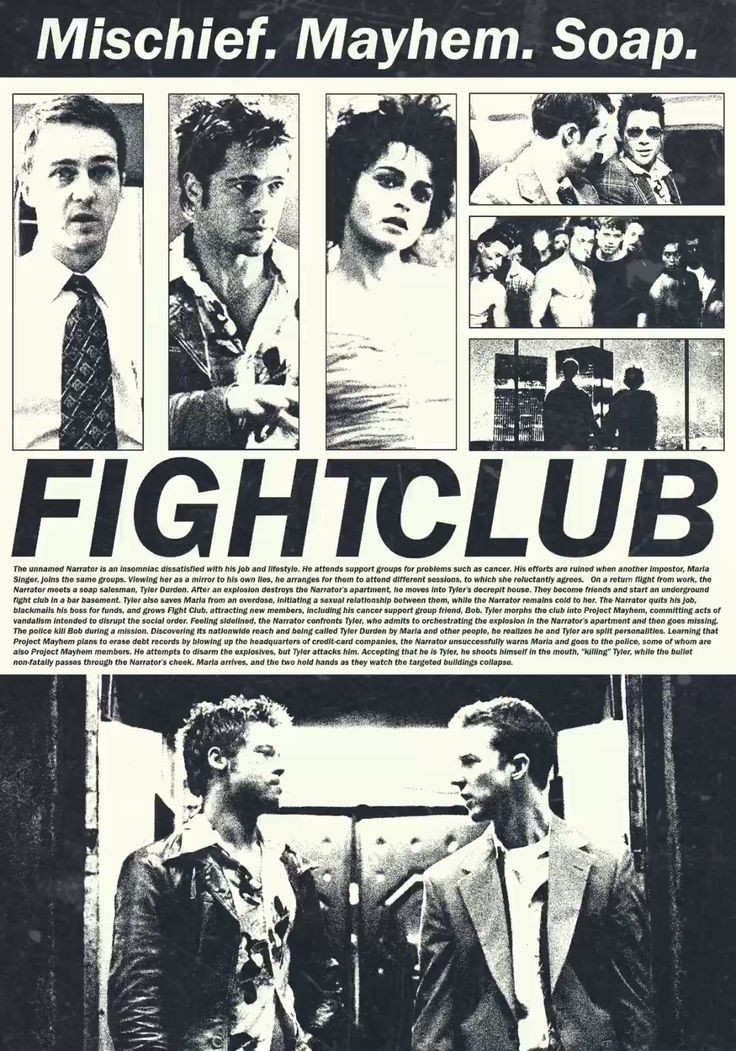 Mischief. Mayhem. Soap.
FIGHTCLUB
The unnamed Narrator is an insomniac dissatisfied with his job and lifestyle. He attends support groups for problems such as cancer. His efforts are ruined when another impostor, Marla
Singer, joins the same groups. Viewing her as a mirror to his own lies, he arranges for them to attend different sessions, to which she reluctantly agrees. On a return flight from work, the
Narrator meets a soap salesman, Tyler Durden. After an explosion destroys the Narrator's apartment, he moves into Tyler's decrepit house. They become friends and start an underground
fight club in a bar basement. Tyler also saves Marla from an overdose, initiating a sexual relationship between them, while the Narrator remains cold to her. The Narrator quits his job,
blackmails his boss for funds, and grows Fight Club, attracting new members, including his cancer support group friend, Bob. Tyler morphs the club into Project Mayhem, committing acts of
vandalism intended to disrupt the social order. Feeling sidelined, the Narrator confronts Tyler, who admits to orchestrating the explosion in the Narrator's apartment and then goes missing.
The police kill Bob during a mission. Discovering its nationwide reach and being called Tyler Durden by Marla and other people, he realizes he and Tyler are split personalities. Learning that
Project Mayhem plans to erase debt records by blowing up the headquarters of credit-card companies, the Narrator unsuccessfully warns Marla and goes to the police, some of whom are
also Project Mayhem members. He attempts to disarm the explosives, but Tyler attacks him. Accepting that he is Tyler, he shoots himself in the mouth, "killing" Tyler, while the bullet
non-fatally passes through the Narrator's cheek. Marla arrives, and the two hold hands as they watch the targeted buildings collapse.